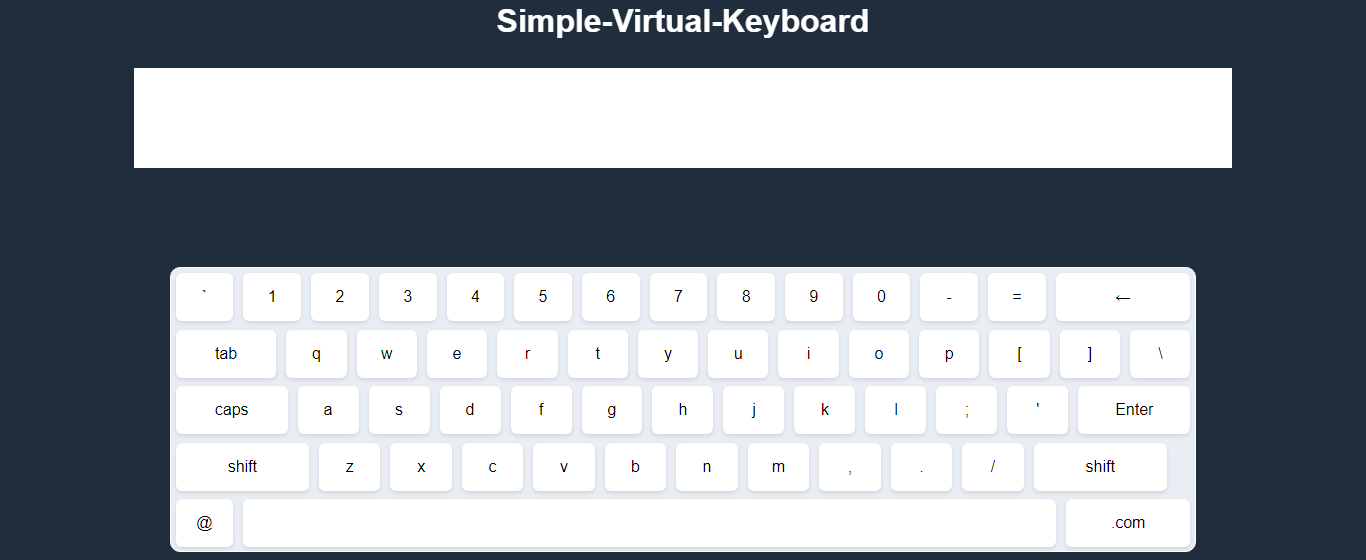 Simple-Virtual-Keyboard
` 1 2 3 4 5 6 7 8 9 0 - = ←
tab q w e r t y u i o p [ ] \
caps a s d f g h j k l ; ' Enter
shift z x c v b n m , . / shift
@ .com